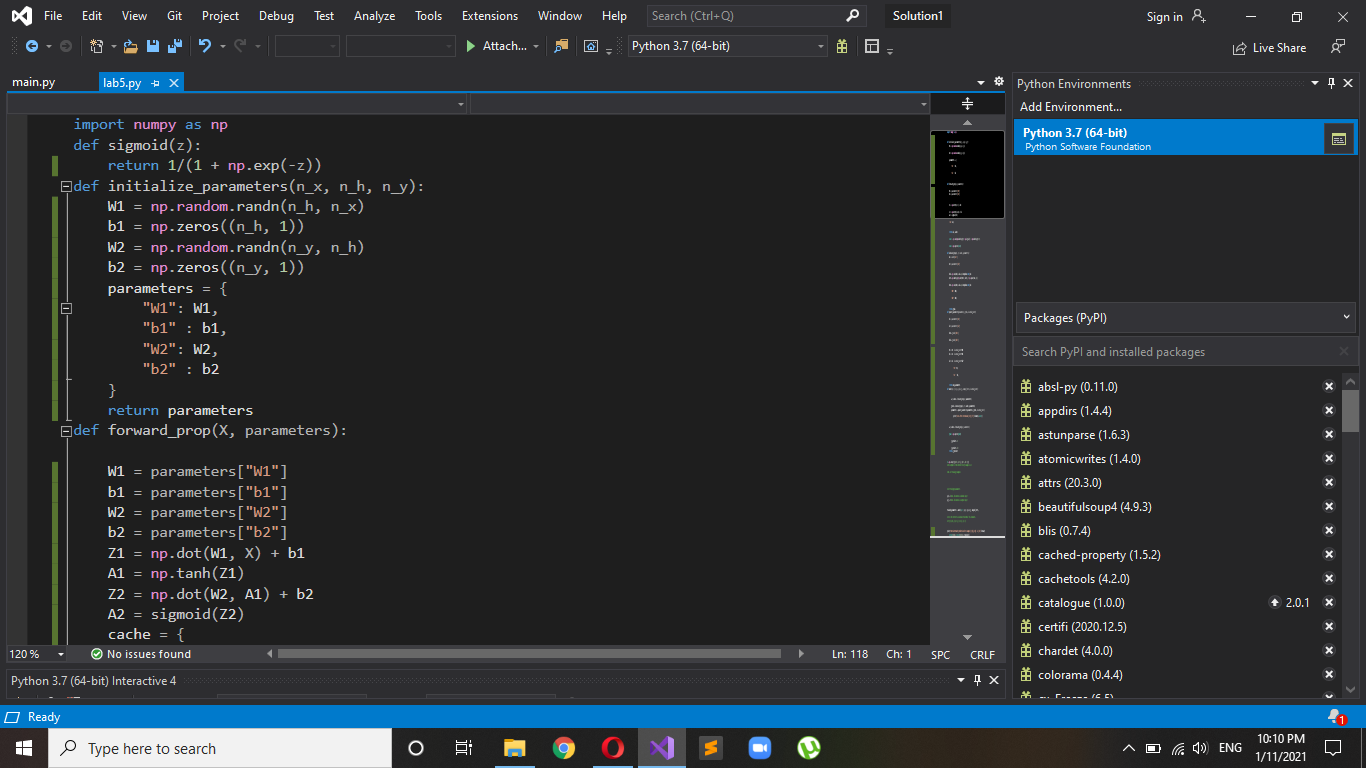 File Edit View Git Project Debug Test Analyze Tools Extensions Window Help Search (Ctrl+Q) Solution1 Sign in
Attach... Python 3.7 (64-bit) Live Share
main.py lab5.py
import numpy as np
def sigmoid(z):
return 1/(1 + np.exp(-z))
def initialize_parameters(n_x, n_h, n_y):
W1 = np.random.randn(n_h, n_x)
b1 = np.zeros((n_h, 1))
W2 = np.random.randn(n_y, n_h)
b2 = np.zeros((n_y, 1))
parameters = {
"W1": W1,
"b1" : b1,
"W2": W2,
"b2" : b2
}
return parameters
def forward_prop(X, parameters):
W1 = parameters["W1"]
b1 = parameters["b1"]
W2 = parameters["W2"]
b2 = parameters["b2"]
Z1 = np.dot(W1, X) + b1
A1 = np.tanh(Z1)
Z2 = np.dot(W2, A1) + b2
A2 = sigmoid(Z2)
cache = {
120 % No issues found Ln: 118 Ch: 1 SPC CRLF
Python 3.7 (64-bit) Interactive 4
Python Environments
Add Environment...
Python 3.7 (64-bit)
Python Software Foundation
Packages (PyPI)
Search PyPI and installed packages
absl-py (0.11.0)
appdirs (1.4.4)
astunparse (1.6.3)
atomicwrites (1.4.0)
attrs (20.3.0)
beautifulsoup4 (4.9.3)
blis (0.7.4)
cached-property (1.5.2)
cachetools (4.2.0)
catalogue (1.0.0) 2.0.1
certifi (2020.12.5)
chardet (4.0.0)
colorama (0.4.4)
Ready 1
Type here to search ENG 10:10 PM
1/11/2021